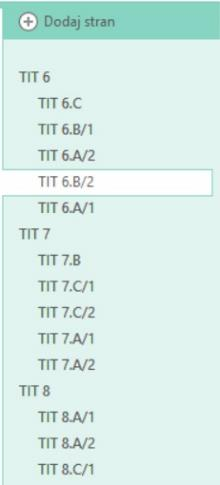 Dodaj stran
TIT 6
TIT 6.C
TIT 6.B/1
TIT 6.A/2
TIT 6.B/2
TIT 6.A/1
TIT 7
TIT 7.B
TIT 7.C/1
TIT 7.C/2
TIT 7.A/1
TIT 7.A/2
TIT 8
TIT 8.A/1
TIT 8.A/2
TIT 8.C/1